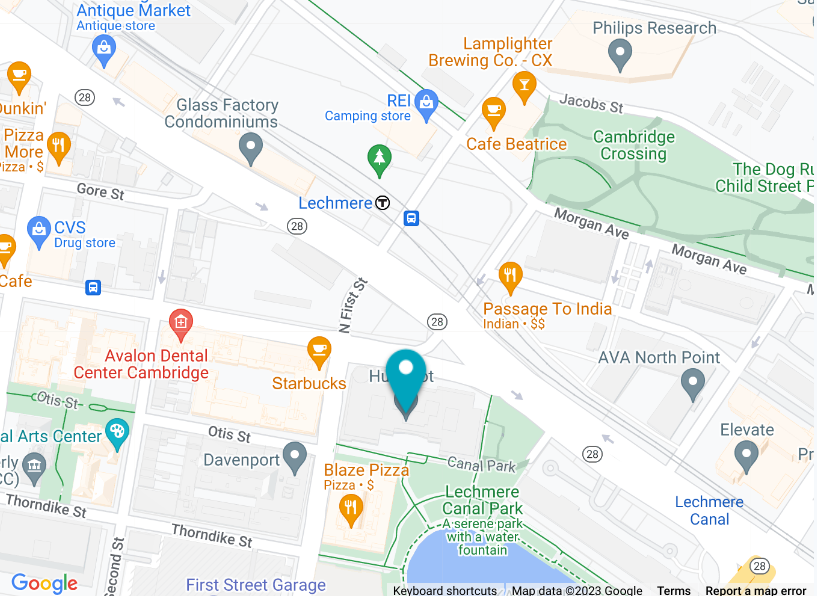 Antique Market
Antique store
Philips Research
Lamplighter
Brewing Co. - CX
28
Dunkin'
REI
Camping store
Jacobs St
Glass Factory
Condominiums
Pizza
More
Pizza • $
Cafe Beatrice
Cambridge
Crossing
The Dog Ru
Child Street P
Gore St
Lechmere
T
28
Morgan Ave
Morgan Ave
CVS
Drug store
Cafe
N First St
28
Passage To India
Indian • $$
Avalon Dental
Center Cambridge
Starbucks
AVA North Point
Otis St
Otis St
al Arts Center
Elevate
Pr
Davenport
28
Canal Park
Blaze Pizza
Pizza • $
Lechmere
Canal Park
A serene park
with a water
fountain
Lechmere
Canal
erly
CC)
Thorndike St
Thorndike St
Second St
28
First Street Garage
Google
Keyboard shortcuts
Map data ©2023 Google
Terms
Report a map error